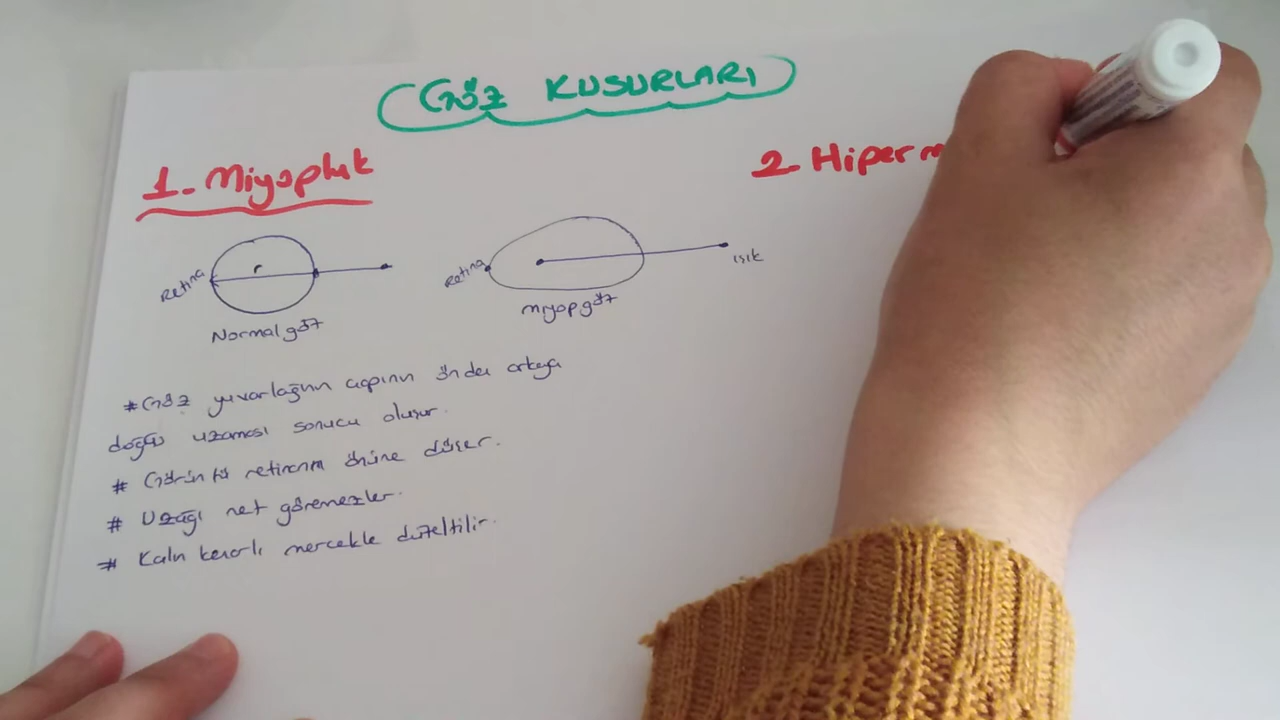 GÖZ KUSURLARI
1. Miyopluk
2. Hiperm
Retina
Normal göz
Retina
ışık
miyop göz
*Göz yuvarlağının çapının önden arkaya
doğru uzaması sonucu oluşur.
# Görüntü retinanın önüne düşer.
# Uzağı net göremezler.
# Kalın kenarlı mercekle düzeltilir.